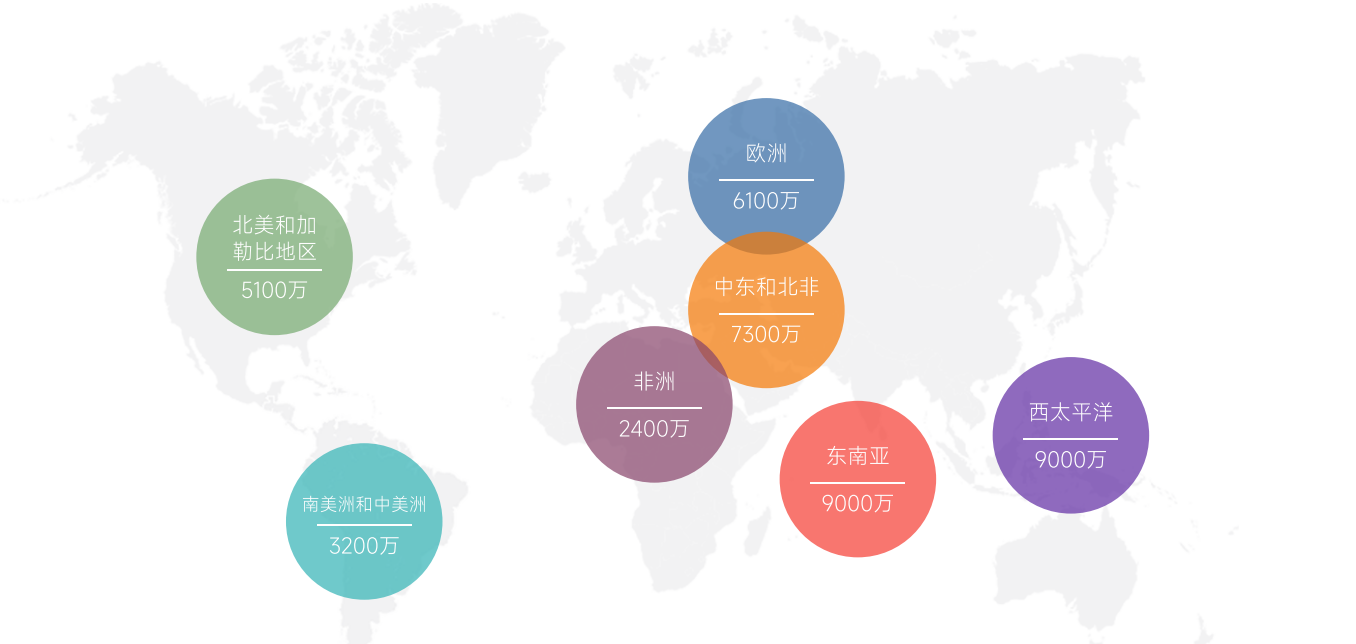 欧洲
6100万
北美和加
勒比地区
5100万
中东和北非
7300万
非洲
2400万
西太平洋
9000万
东南亚
9000万
南美洲和中美洲
3200万